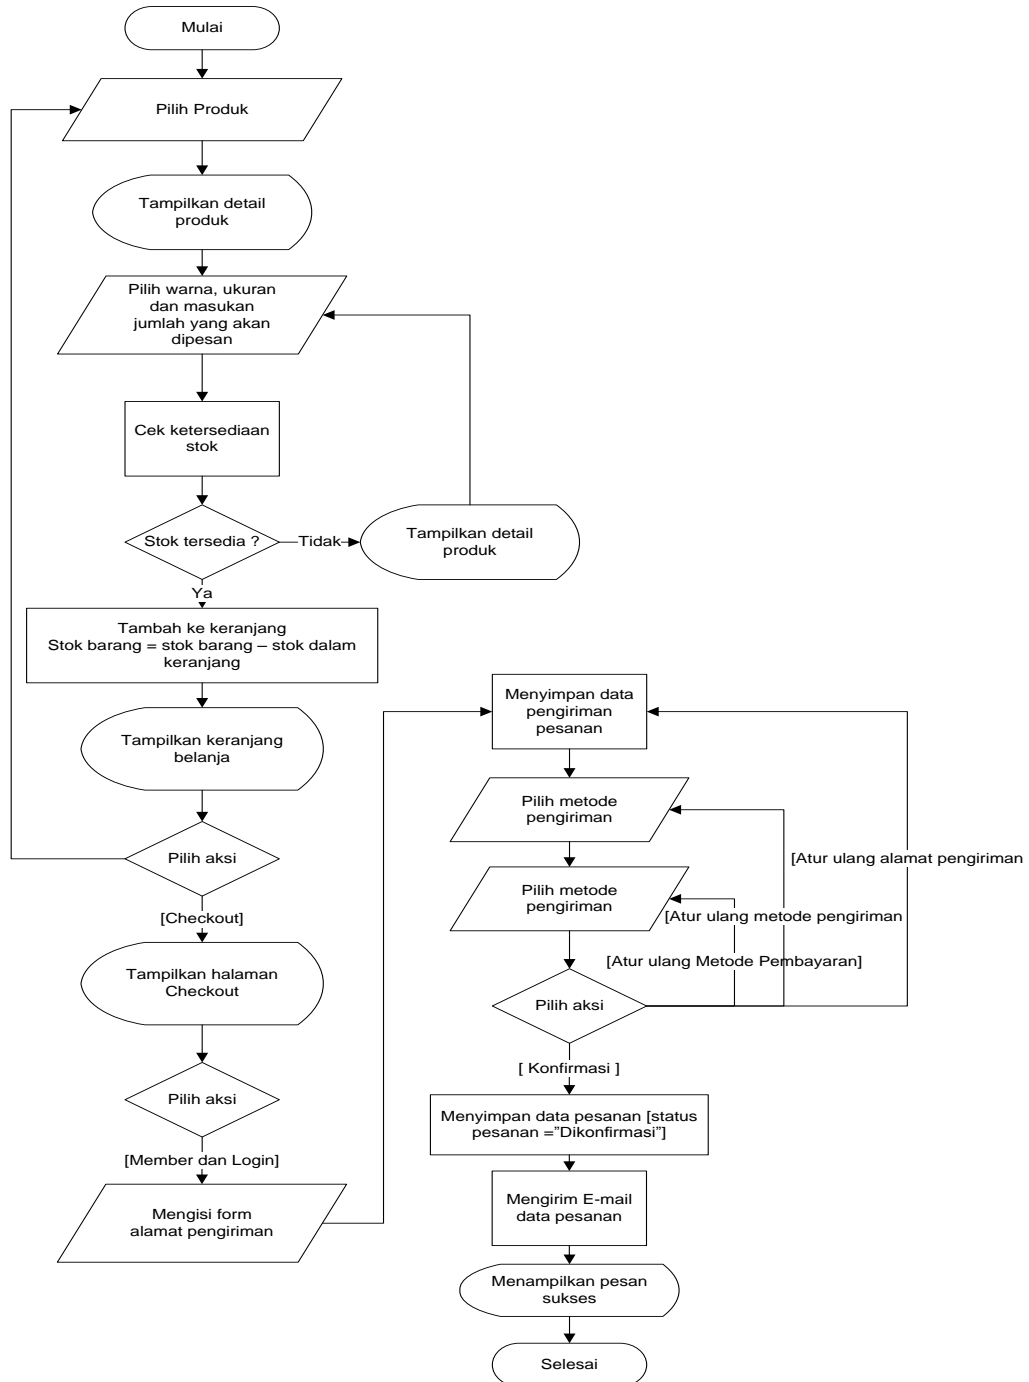 Mulai
Pilih Produk
Tampilkan detail
produk
Pilih warna, ukuran
dan masukan
jumlah yang akan
dipesan
Cek ketersediaan
stok
Stok tersedia ?
Tidak
Tampilkan detail
produk
Ya
Tambah ke keranjang
Stok barang = stok barang – stok dalam
keranjang
Tampilkan keranjang
belanja
Pilih aksi
[Checkout]
Tampilkan halaman
Checkout
Pilih aksi
[Member dan Login]
Mengisi form
alamat pengiriman
Menyimpan data
pengiriman
pesanan
Pilih metode
pengiriman
[Atur ulang alamat pengiriman
Pilih metode
pengiriman
[Atur ulang metode pengiriman
[Atur ulang Metode Pembayaran]
Pilih aksi
[ Konfirmasi ]
Menyimpan data pesanan [status
pesanan =”Dikonfirmasi”]
Mengirim E-mail
data pesanan
Menampilkan pesan
sukses
Selesai